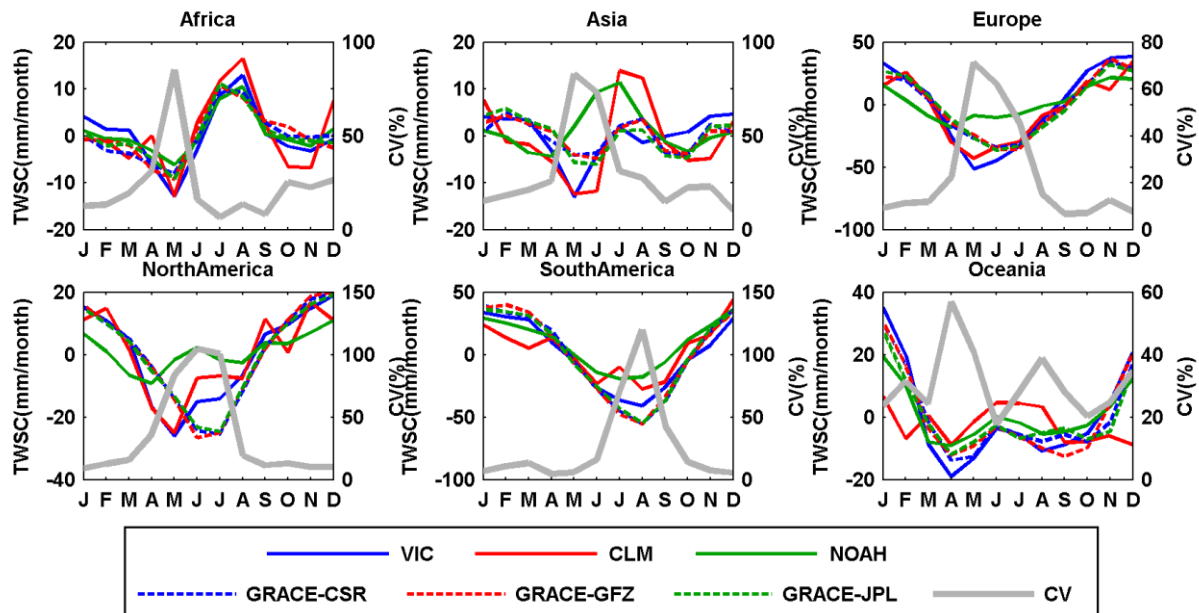 Africa
Asia
Europe
20 10 0 -10 -20
TWSC(mm/month)
100 50 0
CV(%)
20 10 0 -10 -20
TWSC(mm/month)
100 50 0
CV(%)
50 0 -50 -100
TWSC(mm/month)
80 60 40 20 0
CV(%)
J F M A M J J A S O N D
J F M A M J J A S O N D
J F M A M J J A S O N D
NorthAmerica
SouthAmerica
Oceania
20 0 -20 -40
TWSC(mm/month)
150 100 50 0
CV(%)
50 0 -50 -100
TWSC(mm/month)
150 100 50 0
CV(%)
40 20 0 -20
TWSC(mm/month)
60 40 20 0
J F M A M J J A S O N D
J F M A M J J A S O N D
J F M A M J J A S O N D
VIC CLM NOAH
GRACE-CSR GRACE-GFZ GRACE-JPL CV